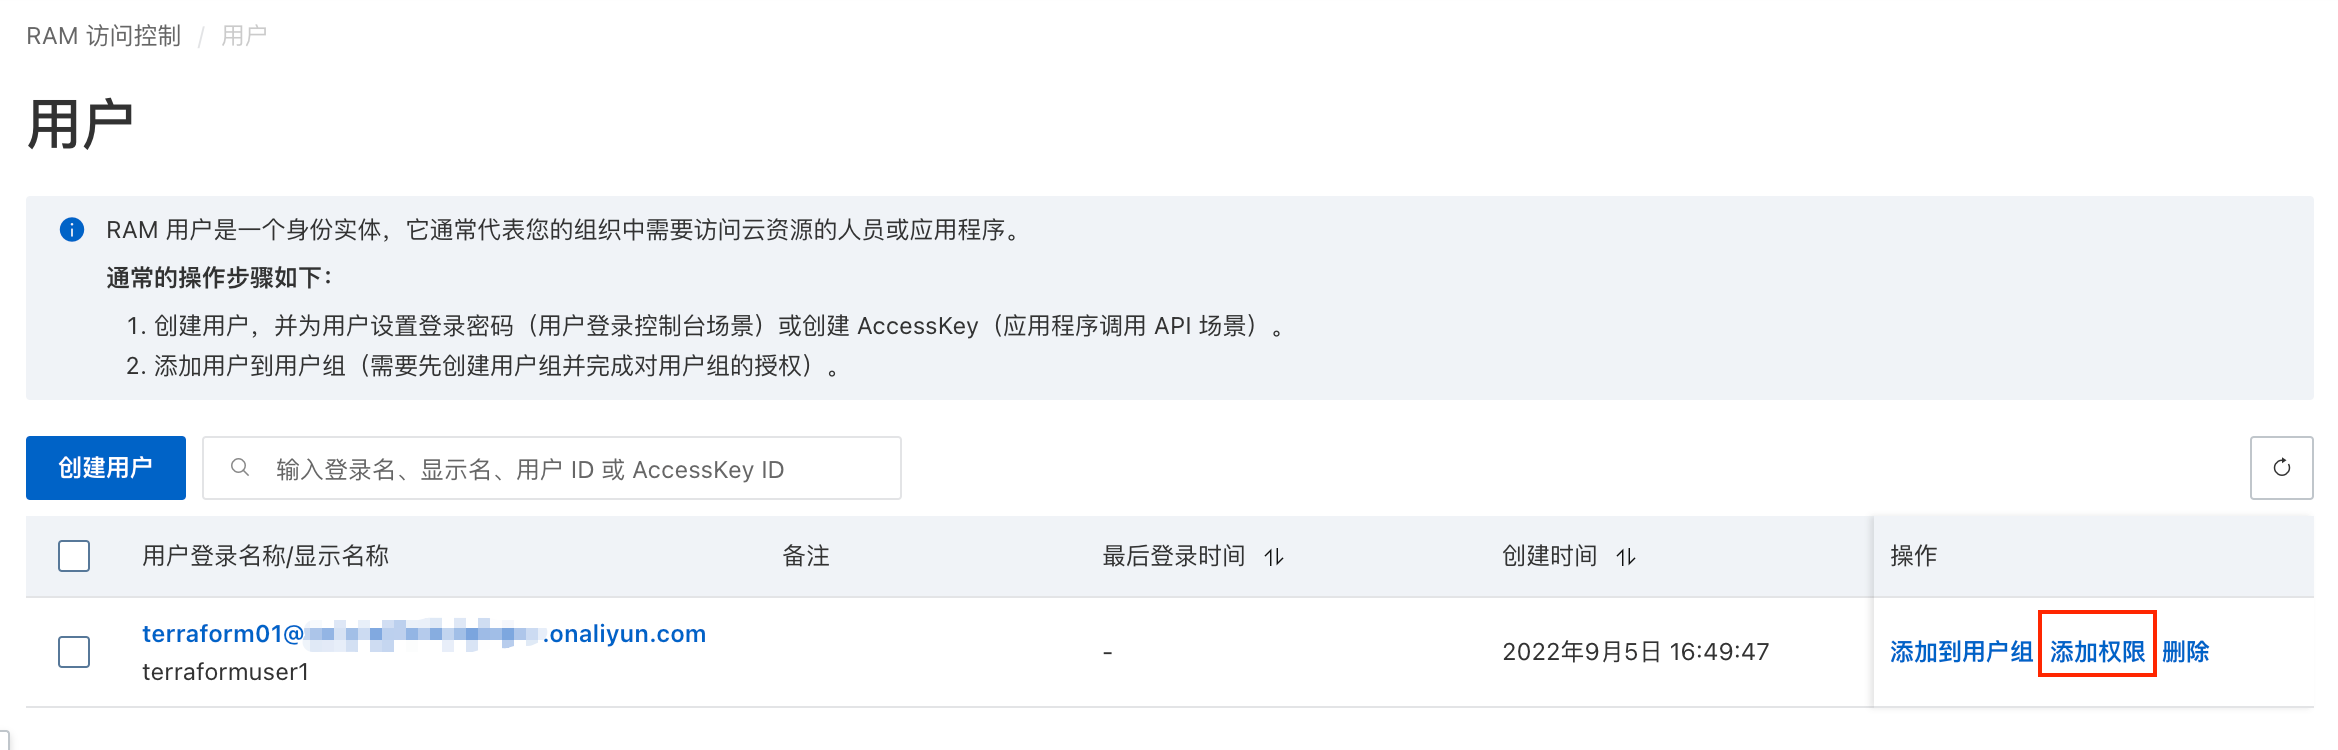 RAM 访问控制 / 用户
用户
RAM 用户是一个身份实体，它通常代表您的组织中需要访问云资源的人员或应用程序。
通常的操作步骤如下：
1. 创建用户，并为用户设置登录密码（用户登录控制台场景）或创建 AccessKey（应用程序调用 API 场景）。
2. 添加用户到用户组（需要先创建用户组并完成对用户组的授权）。
创建用户 输入登录名、显示名、用户 ID 或 AccessKey ID
用户登录名称/显示名称 备注 最后登录时间 创建时间 操作
terraform01@ .onaliyun.com
terraformuser1
- 2022年9月5日 16:49:47 添加到用户组 添加权限 删除